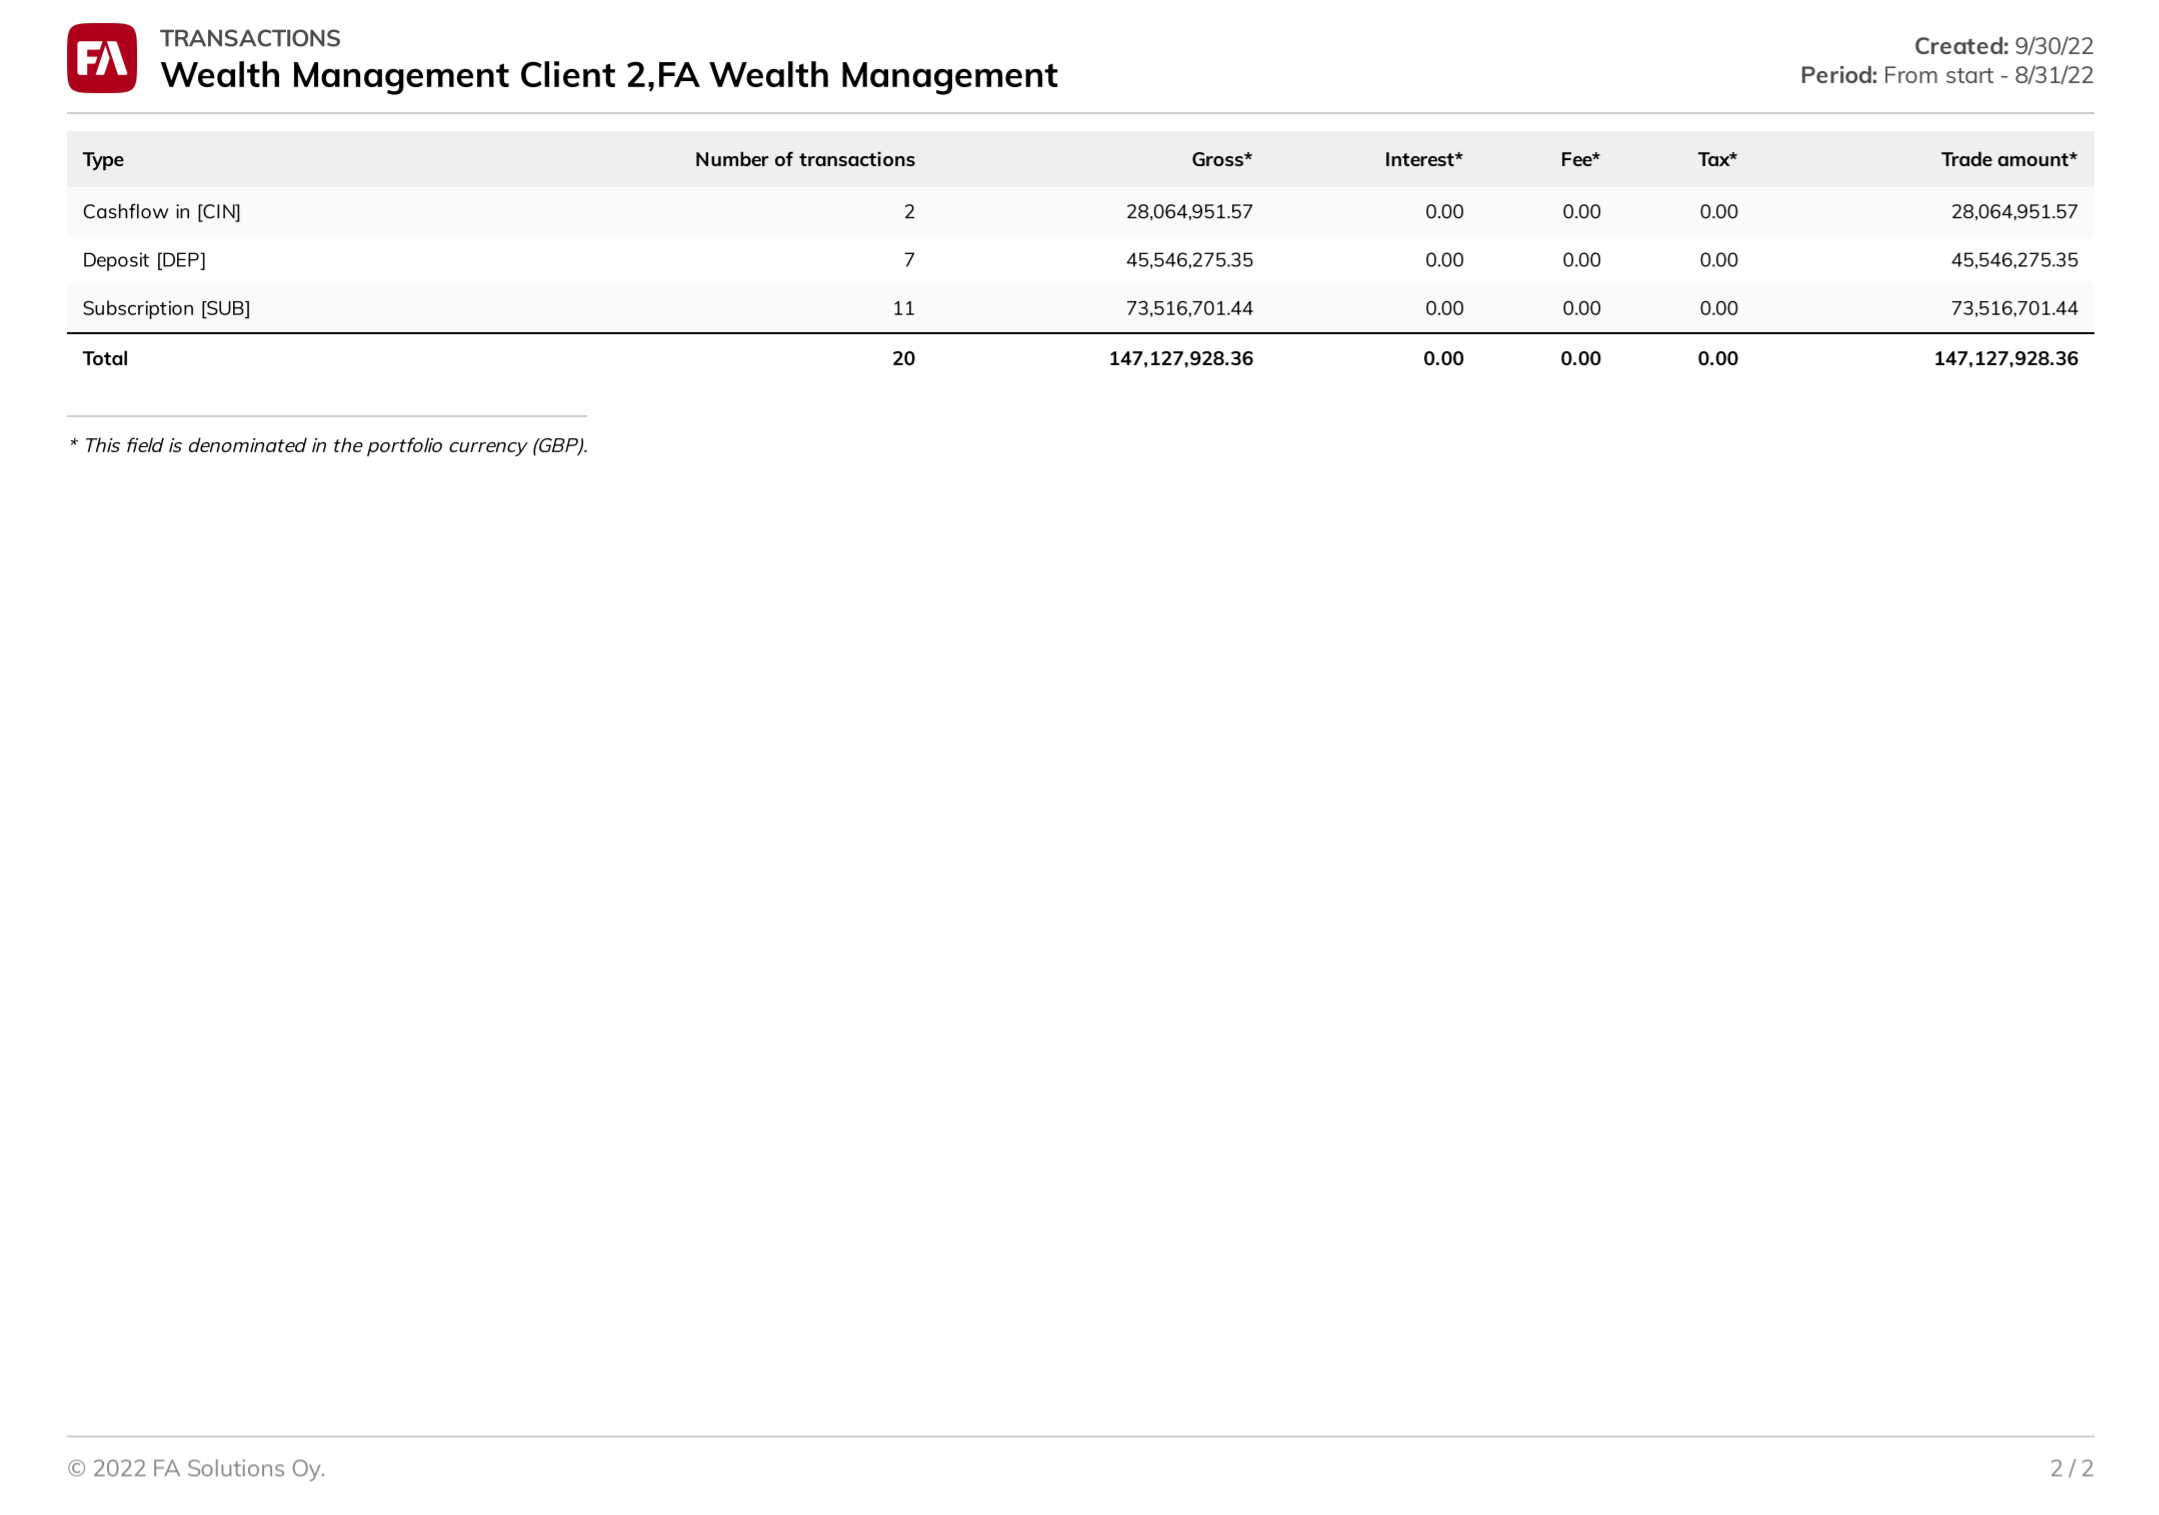 FA
TRANSACTIONS
Wealth Management Client 2,FA Wealth Management
Created: 9/30/22
Period: From start - 8/31/22
Type Number of transactions Gross* Interest* Fee* Tax* Trade amount*
Cashflow in [CIN] 2 28,064,951.57 0.00 0.00 0.00 28,064,951.57
Deposit [DEP] 7 45,546,275.35 0.00 0.00 0.00 45,546,275.35
Subscription [SUB] 11 73,516,701.44 0.00 0.00 0.00 73,516,701.44
Total 20 147,127,928.36 0.00 0.00 0.00 147,127,928.36
* This field is denominated in the portfolio currency (GBP).
© 2022 FA Solutions Oy. 2 / 2